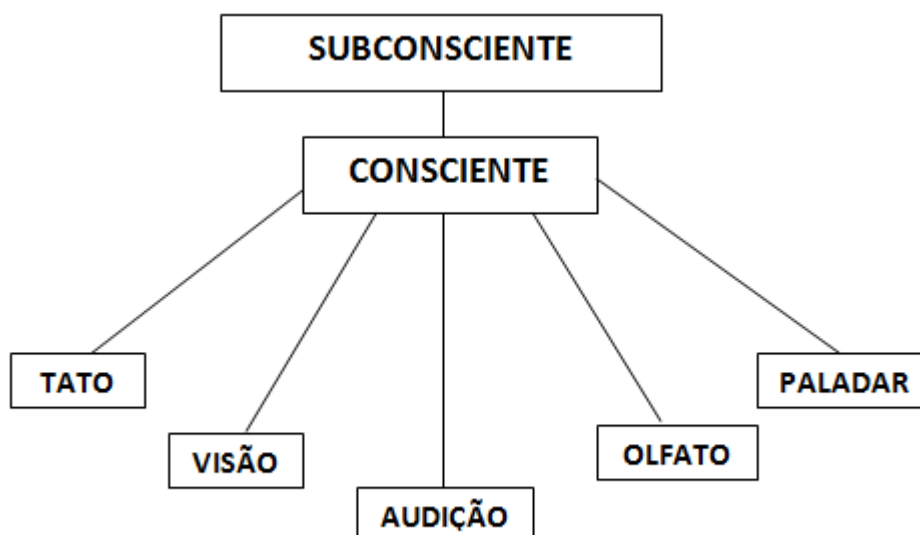 SUBCONSCIENTE
CONSCIENTE
TATO
PALADAR
VISÃO
OLFATO
AUDIÇÃO